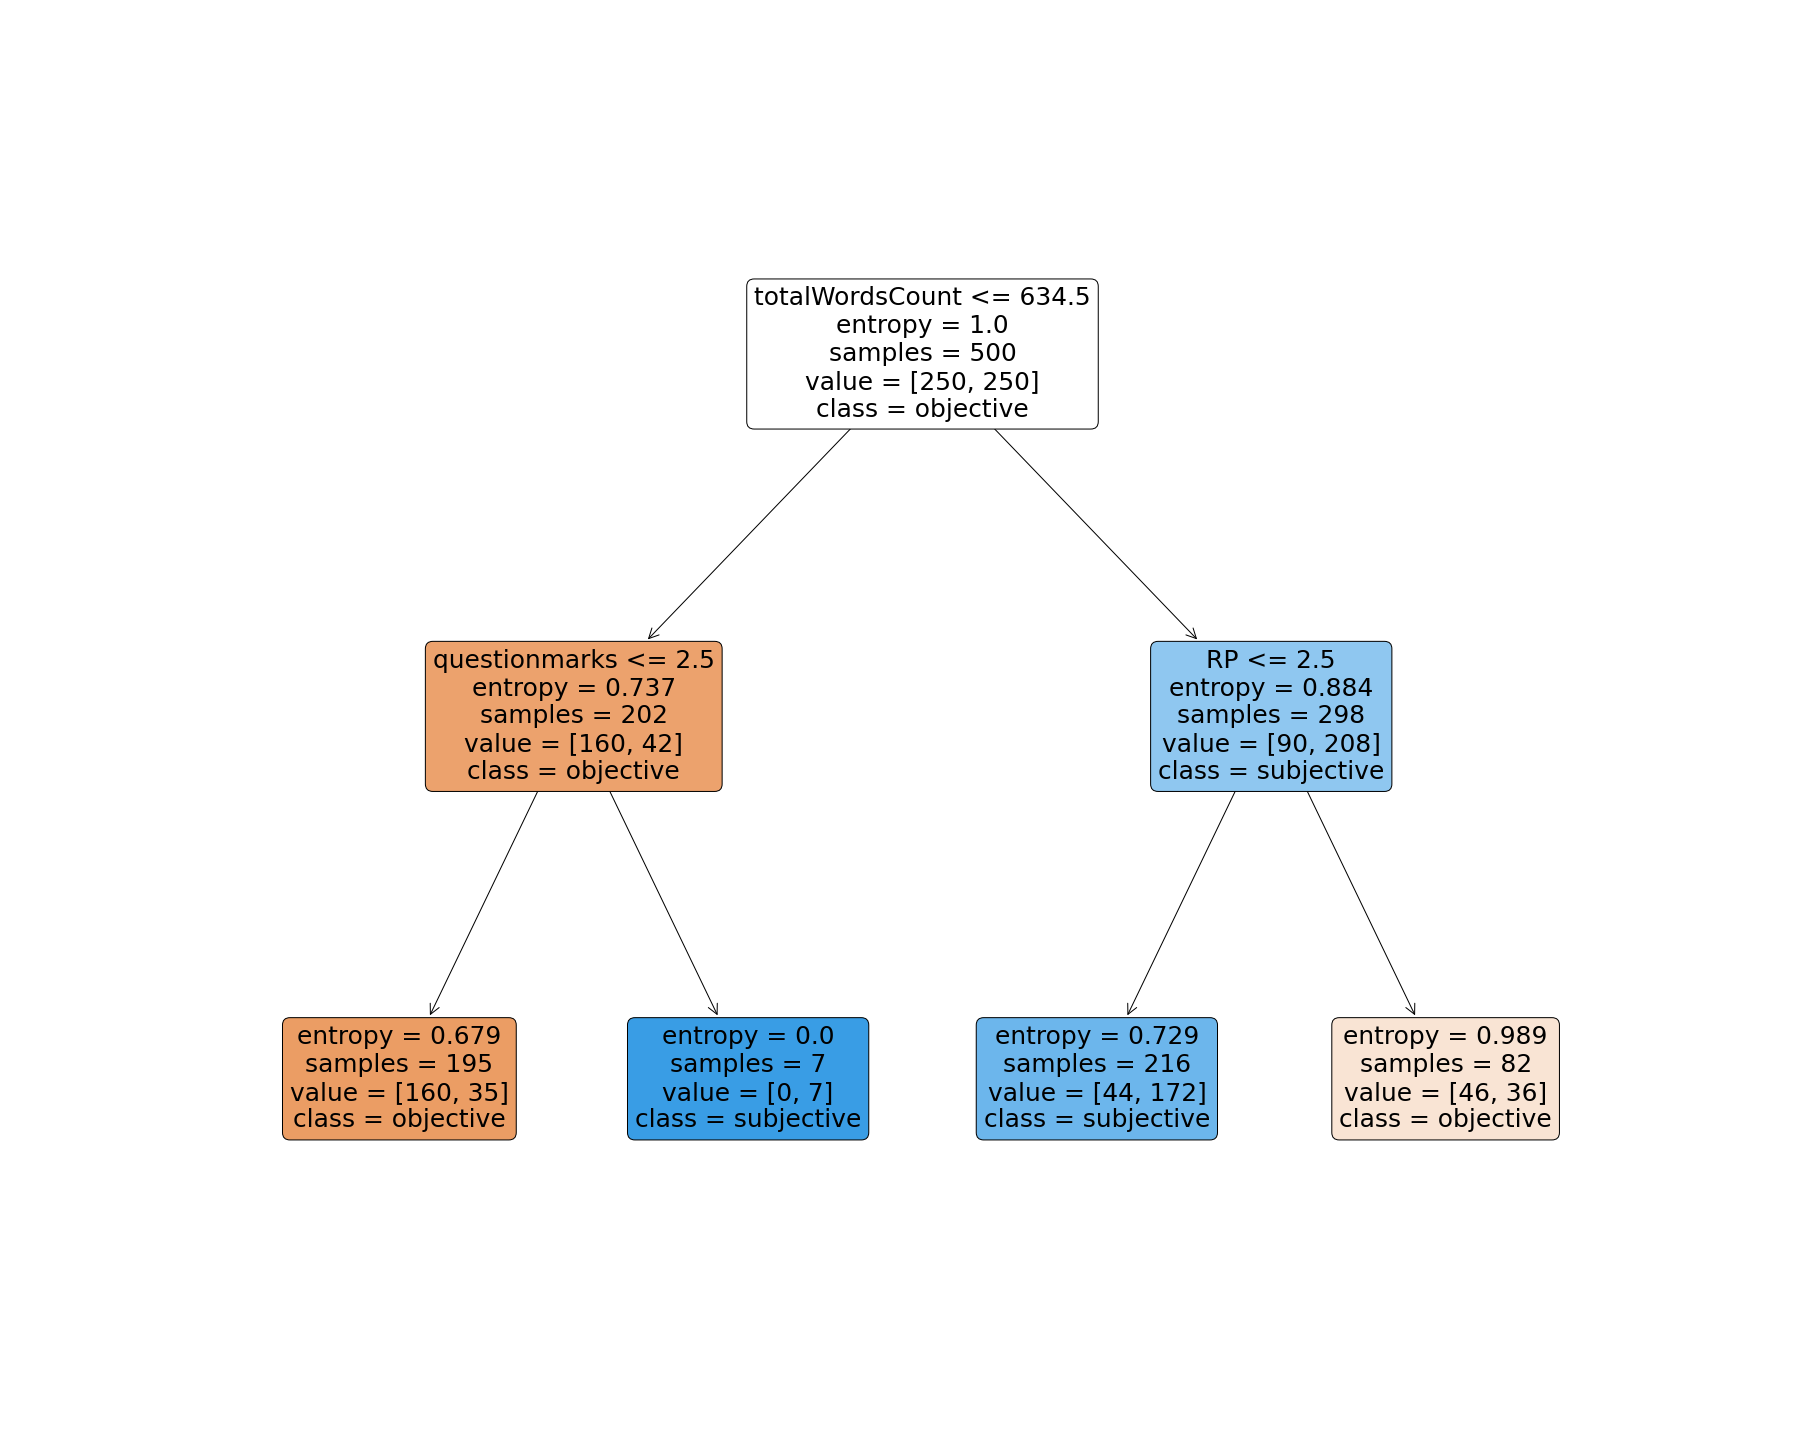 totalWordsCount <= 634.5
entropy = 1.0
samples = 500
value = [250, 250]
class = objective
questionmarks <= 2.5
entropy = 0.737
samples = 202
value = [160, 42]
class = objective
RP <= 2.5
entropy = 0.884
samples = 298
value = [90, 208]
class = subjective
entropy = 0.679
samples = 195
value = [160, 35]
class = objective
entropy = 0.0
samples = 7
value = [0, 7]
class = subjective
entropy = 0.729
samples = 216
value = [44, 172]
class = subjective
entropy = 0.989
samples = 82
value = [46, 36]
class = objective